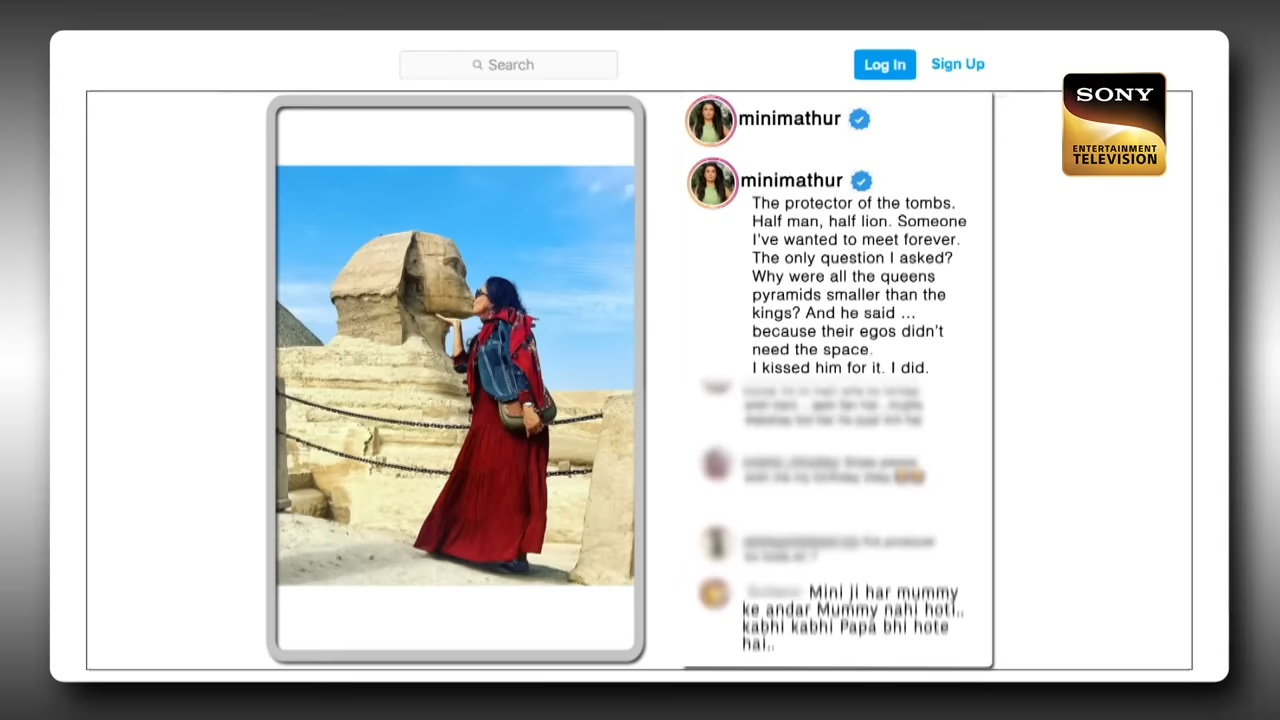 Search
Log In
Sign Up
SONY
ENTERTAINMENT
TELEVISION
minimathur
minimathur
The protector of the tombs.
Half man, half lion. Someone
I've wanted to meet forever.
The only question I asked?
Why were all the queens
pyramids smaller than the
kings? And he said ...
because their egos didn't
need the space.
I kissed him for it. I did.
Mini ji har mummy
ke andar Mummy nahi hoti..
kabhi kabhi Papa bhi hote
hai..